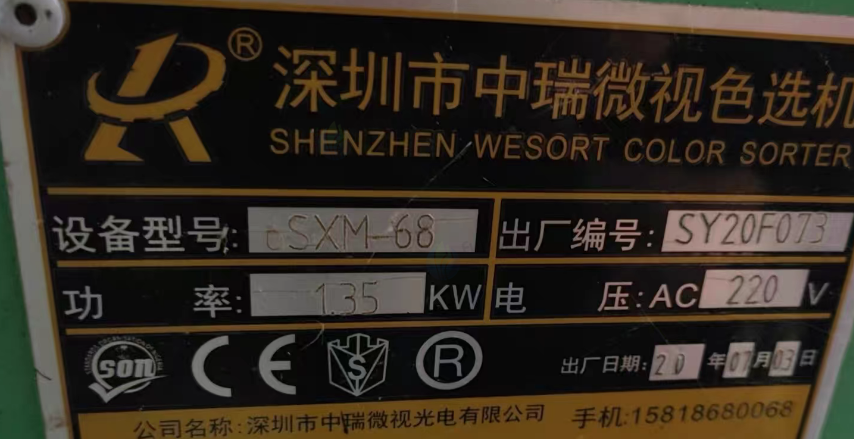 ® 深圳市中瑞微视色选机
SHENZHEN WESORT COLOR SORTER
设备型号: 6SXM-68 出厂编号: SY20F073
功率: 1.35 KW 电压: AC 220 V
SON CE S ® 出厂日期: 20 年 07 月 03 日
公司名称: 深圳市中瑞微视光电有限公司 手机:15818680068